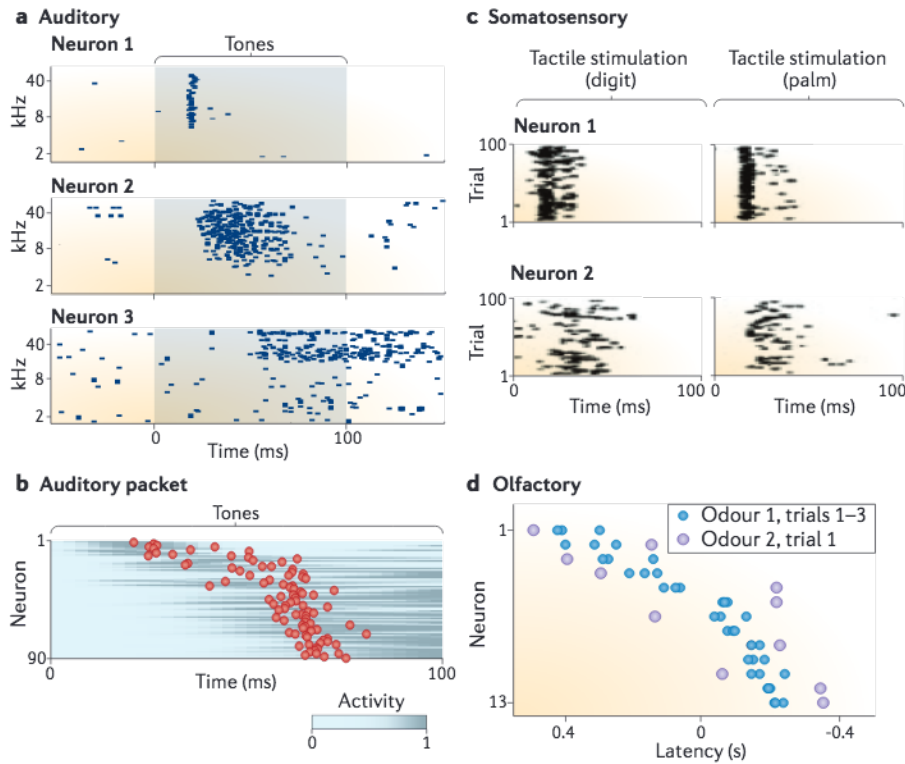 a Auditory
Neuron 1
Tones
40
8
2
kHz
Neuron 2
40
8
2
kHz
Neuron 3
40
8
2
kHz
0
100
Time (ms)
b Auditory packet
Tones
1
90
Neuron
0
100
Time (ms)
Activity
0
1
c Somatosensory
Tactile stimulation
(digit)
Tactile stimulation
(palm)
Neuron 1
100
1
Trial
Neuron 2
100
1
Trial
0
100
0
100
Time (ms)
Time (ms)
d Olfactory
Odour 1, trials 1–3
Odour 2, trial 1
1
13
Neuron
0.4
0
-0.4
Latency (s)